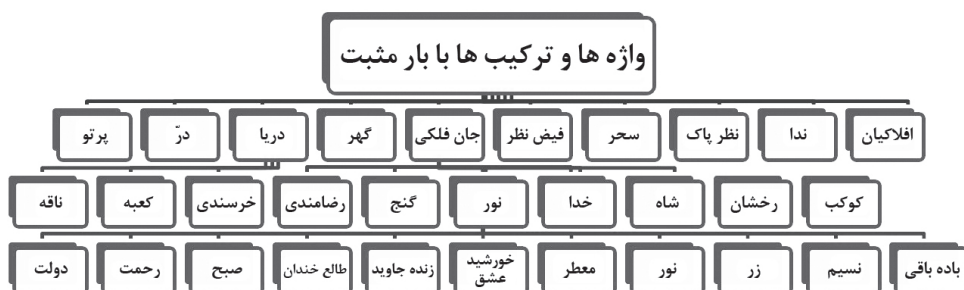 واژه ها و ترکیب ها با بار مثبت
افلاکیان ندا نظر پاک سحر فیض نظر جان فلکی گهر دریا درّ پرتو
کوکب رخشان شاه خدا نور گنج رضامندی خرسندی کعبه ناقه
باده باقی نسیم زر نور معطر خورشید عشق زنده جاوید طالع خندان صبح رحمت دولت